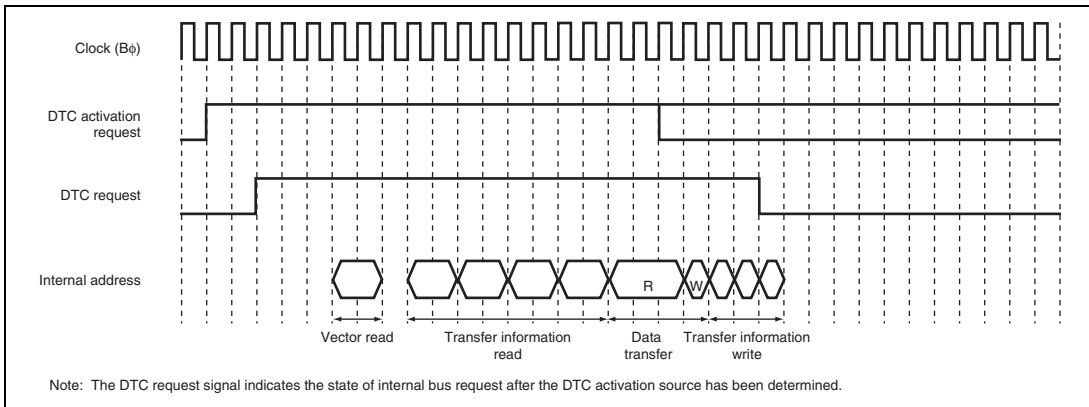 Clock (Bφ)
DTC activation
request
DTC request
Internal address
R
W
Vector read
Transfer information
read
Data
transfer
Transfer information
write
Note: The DTC request signal indicates the state of internal bus request after the DTC activation source has been determined.